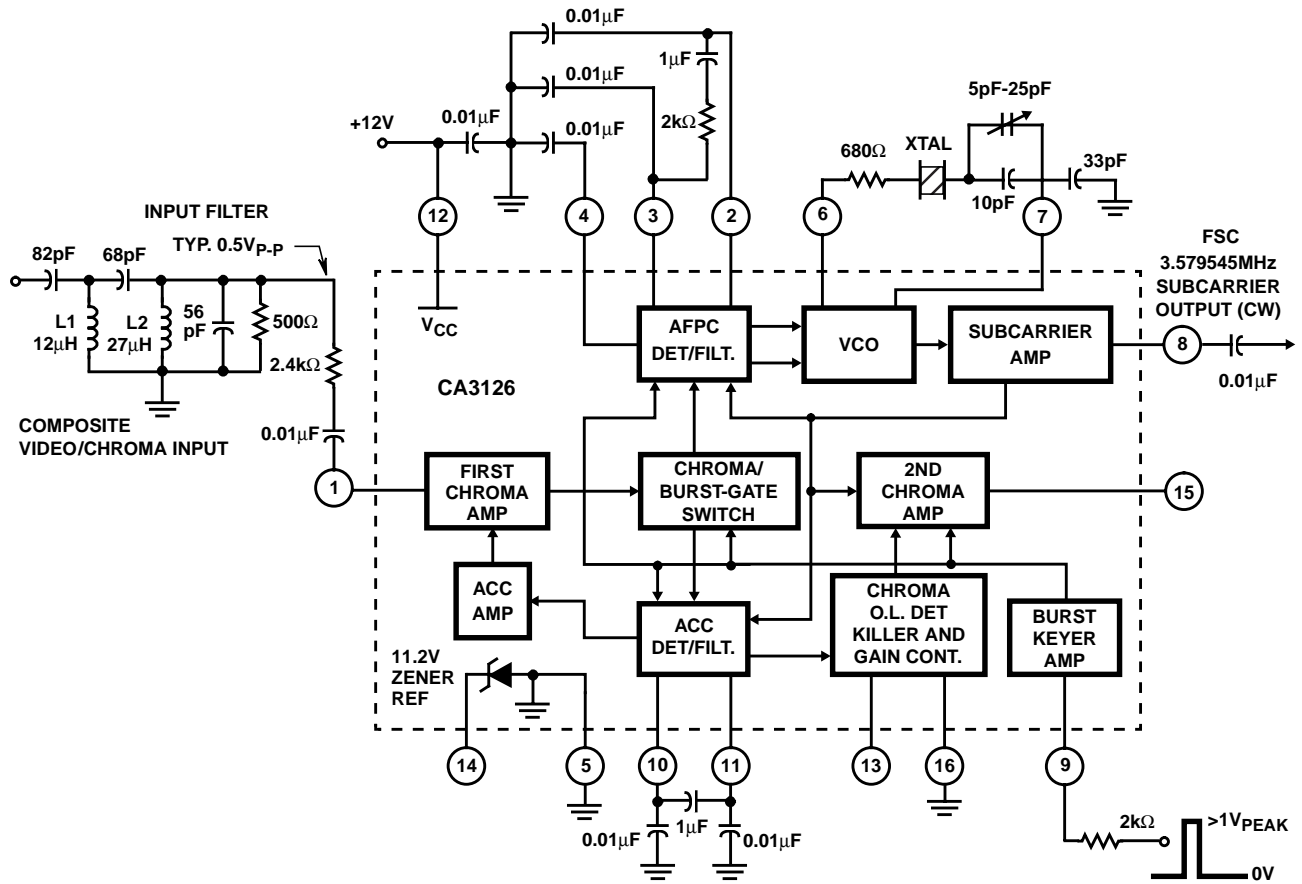 0.01μF
0.01μF
1μF
0.01μF
2kΩ
0.01μF
+12V
5pF-25pF
XTAL
680Ω
10pF
33pF
12
4
3
2
6
7
INPUT FILTER
TYP. 0.5VP-P
82pF
68pF
L1
12μH
L2
27μH
56
pF
500Ω
2.4kΩ
0.01μF
COMPOSITE
VIDEO/CHROMA INPUT
1
VCC
CA3126
AFPC
DET/FILT.
VCO
SUBCARRIER
AMP
FSC
3.579545MHz
SUBCARRIER
OUTPUT (CW)
8
0.01μF
FIRST
CHROMA
AMP
CHROMA/
BURST-GATE
SWITCH
2ND
CHROMA
AMP
15
ACC
AMP
ACC
DET/FILT.
CHROMA
O.L. DET
KILLER AND
GAIN CONT.
BURST
KEYER
AMP
11.2V
ZENER
REF
14
5
10
11
13
16
9
0.01μF
1μF
0.01μF
2kΩ
>1VPEAK
0V